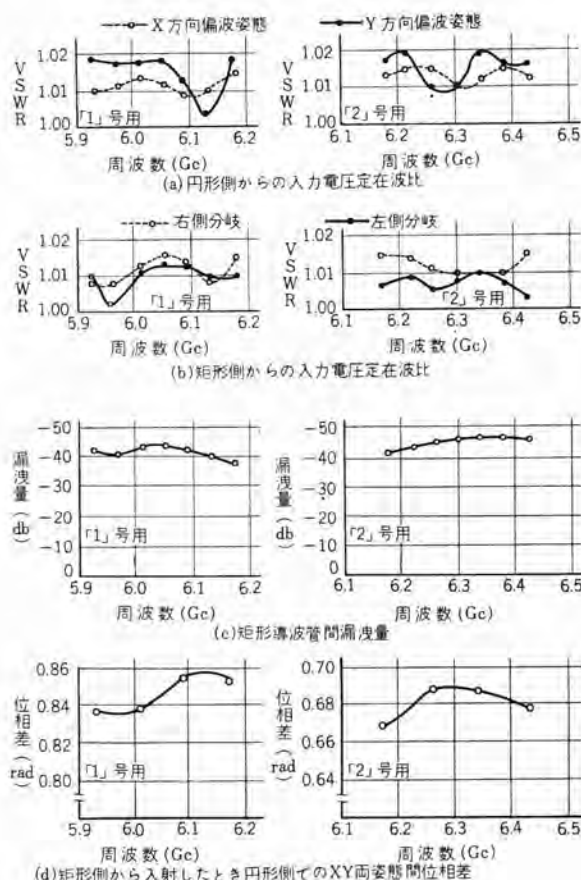 X方向偏波姿態 Y方向偏波姿態
VSWR
1.02
1.01
1.00
「1」号用
5.9 6.0 6.1 6.2
周波数(Gc)
VSWR
1.02
1.01
1.00
「2」号用
6.1 6.2 6.3 6.4 6.5
周波数(Gc)
(a)円形側からの入力電圧定在波比
右側分岐 左側分岐
VSWR
1.02
1.01
1.00
「1」号用
5.9 6.0 6.1 6.2
周波数(Gc)
VSWR
1.02
1.01
1.00
「2」号用
6.1 6.2 6.3 6.4 6.5
周波数(Gc)
(b)矩形側からの入力電圧定在波比
漏洩量(db)
-50
-40
-30
-20
-10
0
「1」号用
5.9 6.0 6.1 6.2
周波数(Gc)
漏洩量(db)
-50
-40
-30
-20
-10
0
「2」号用
6.1 6.2 6.3 6.4 6.5
周波数(Gc)
(c)矩形導波管間漏洩量
位相差(rad)
0.86
0.84
0.82
0.80
「1」号用
5.9 6.0 6.1 6.2
周波数(Gc)
位相差(rad)
0.70
0.68
0.66
0.64
「2」号用
6.1 6.2 6.3 6.4 6.5
周波数(Gc)
(d)矩形側から入射したとき円形側でのXY両姿態間位相差